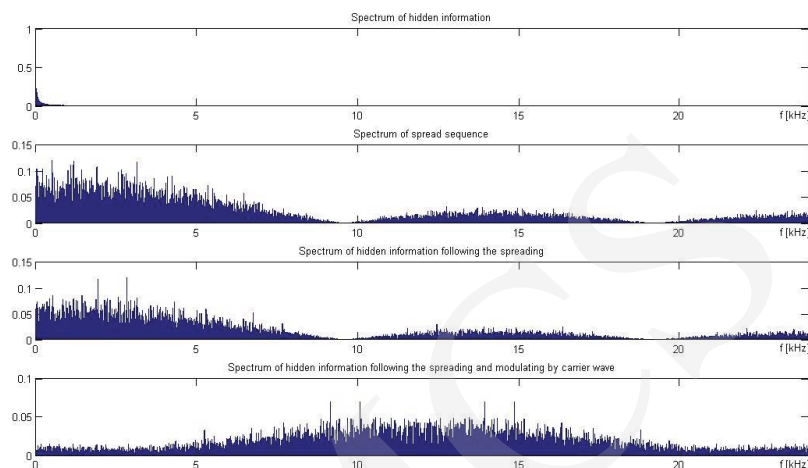 Spectrum of hidden information
1
0.5
0
0 5 10 15 20 f [kHz]
Spectrum of spread sequence
0.15
0.1
0.05
0
0 5 10 15 20 f [kHz]
Spectrum of hidden information following the spreading
0.15
0.1
0.05
0
0 5 10 15 20 f [kHz]
Spectrum of hidden information following the spreading and modulating by carrier wave
0.1
0.05
0
0 5 10 15 20 f [kHz]